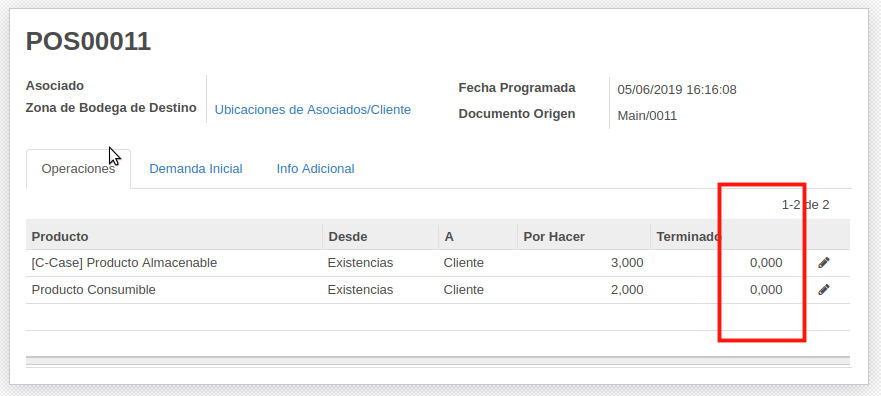 POS00011
Asociado
Zona de Bodega de Destino Ubicaciones de Asociados/Cliente
Fecha Programada 05/06/2019 16:16:08
Documento Origen Main/0011
Operaciones Demanda Inicial Info Adicional
1-2 de 2
Producto Desde A Por Hacer Terminado
[C-Case] Producto Almacenable Existencias Cliente 3,000 0,000
Producto Consumible Existencias Cliente 2,000 0,000